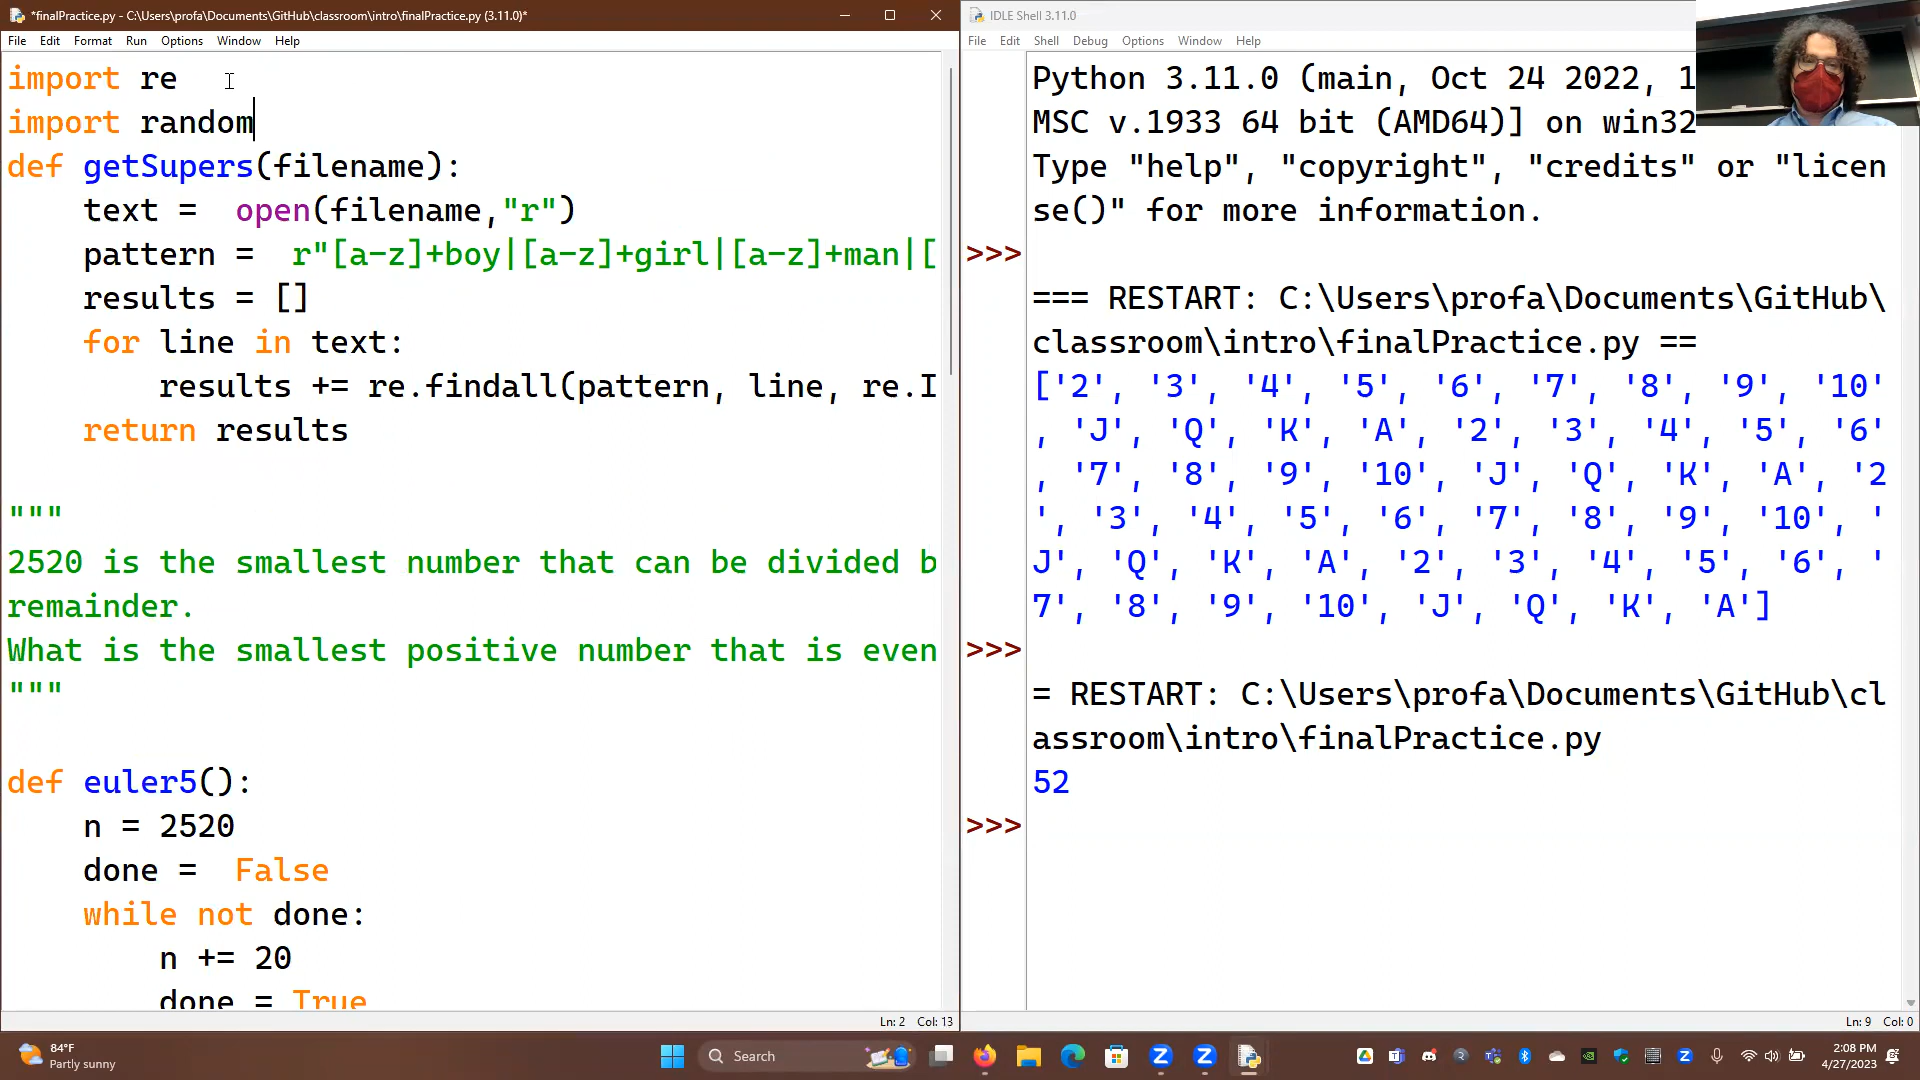 *finalPractice.py - C:\Users\profa\Documents\GitHub\classroom\intro\finalPractice.py (3.11.0)*
File Edit Format Run Options Window Help
import re
import random
def getSupers(filename):
    text =  open(filename,"r")
    pattern =  r"[a-z]+boy|[a-z]+girl|[a-z]+man|[
    results = []
    for line in text:
        results += re.findall(pattern, line, re.I
    return results
"""
2520 is the smallest number that can be divided b
remainder.
What is the smallest positive number that is even
"""
def euler5():
    n = 2520
    done =  False
    while not done:
        n += 20
        done = True
Ln: 2 Col: 13
IDLE Shell 3.11.0
File Edit Shell Debug Options Window Help
Python 3.11.0 (main, Oct 24 2022, 1
MSC v.1933 64 bit (AMD64)] on win32
Type "help", "copyright", "credits" or "licen
se()" for more information.
>>>
=== RESTART: C:\Users\profa\Documents\GitHub\
classroom\intro\finalPractice.py ==
['2', '3', '4', '5', '6', '7', '8', '9', '10'
, 'J', 'Q', 'K', 'A', '2', '3', '4', '5', '6'
, '7', '8', '9', '10', 'J', 'Q', 'K', 'A', '2
', '3', '4', '5', '6', '7', '8', '9', '10', '
J', 'Q', 'K', 'A', '2', '3', '4', '5', '6', '
7', '8', '9', '10', 'J', 'Q', 'K', 'A']
>>>
= RESTART: C:\Users\profa\Documents\GitHub\cl
assroom\intro\finalPractice.py
52
>>>
Ln: 9 Col: 0
84°F
Partly sunny
Search
2:08 PM
4/27/2023